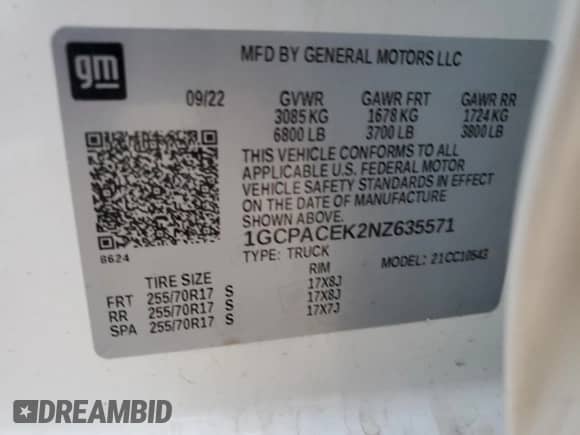 gm
MFD BY GENERAL MOTORS LLC
09/22 GVWR GAWR FRT GAWR RR
3085 KG 1678 KG 1724 KG
6800 LB 3700 LB 3800 LB
THIS VEHICLE CONFORMS TO ALL
APPLICABLE U.S. FEDERAL MOTOR
VEHICLE SAFETY STANDARDS IN EFFECT
ON THE DATE OF MANUFACTURE
SHOWN ABOVE.
1GCPACEK2NZ635571
8624 TYPE: TRUCK MODEL: 21CC10543
TIRE SIZE RIM
FRT 255/70R17 S 17X8J
RR 255/70R17 S 17X8J
SPA 255/70R17 S 17X7J
DREAMBID